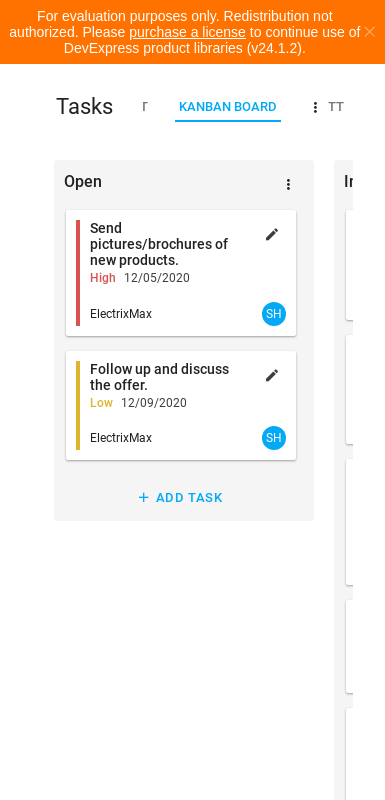 For evaluation purposes only. Redistribution not
authorized. Please purchase a license to continue use of
DevExpress product libraries (v24.1.2).
Tasks
KANBAN BOARD
Open
Send
pictures/brochures of
new products.
High 12/05/2020
ElectrixMax
SH
Follow up and discuss
the offer.
Low 12/09/2020
ElectrixMax
SH
+ ADD TASK